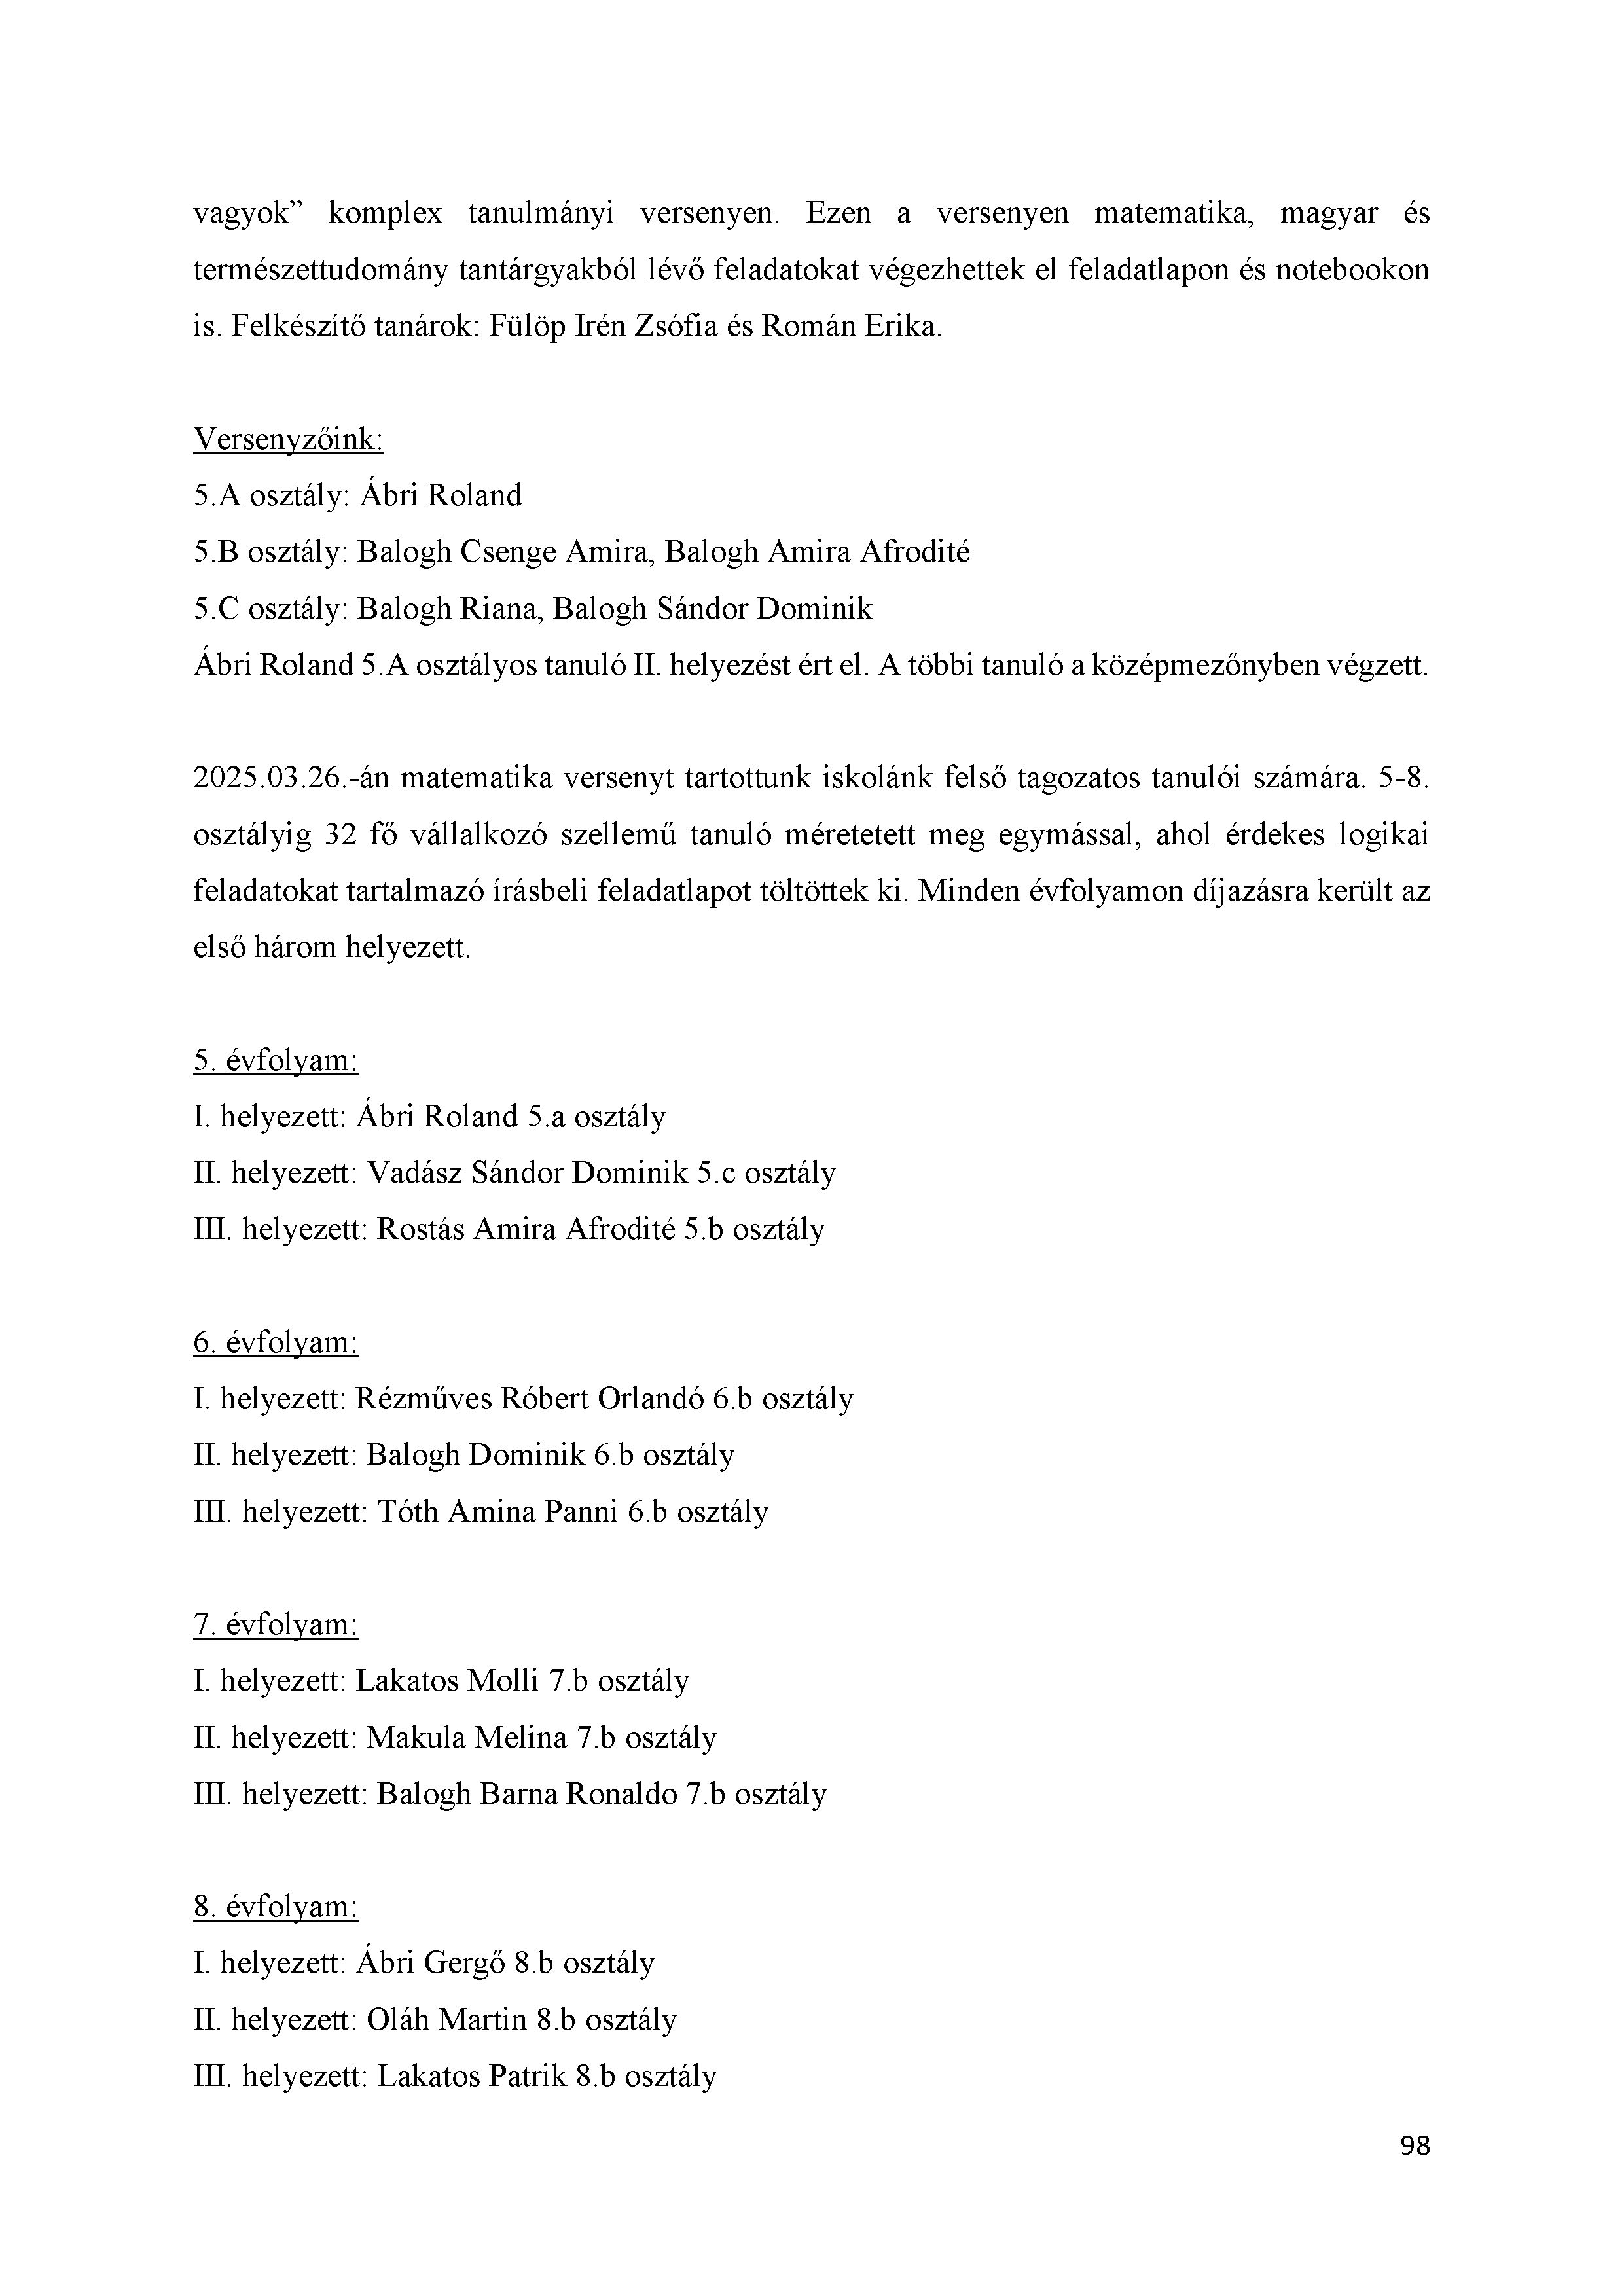 vagyok” komplex tanulmányi versenyen. Ezen a versenyen matematika, magyar és
természettudomány tantárgyakból lévő feladatokat végezhettek el feladatlapon és notebookon
is. Felkészítő tanárok: Fülöp Irén Zsófia és Román Erika.
Versenyzőink:
5.A osztály: Ábri Roland
5.B osztály: Balogh Csenge Amira, Balogh Amira Afrodité
5.C osztály: Balogh Riana, Balogh Sándor Dominik
Ábri Roland 5.A osztályos tanuló II. helyezést ért el. A többi tanuló a középmezőnyben végzett.
2025.03.26.-án matematika versenyt tartottunk iskolánk felső tagozatos tanulói számára. 5-8.
osztályig 32 fő vállalkozó szellemű tanuló méretetett meg egymással, ahol érdekes logikai
feladatokat tartalmazó írásbeli feladatlapot töltöttek ki. Minden évfolyamon díjazásra került az
első három helyezett.
5. évfolyam:
I. helyezett: Ábri Roland 5.a osztály
II. helyezett: Vadász Sándor Dominik 5.c osztály
III. helyezett: Rostás Amira Afrodité 5.b osztály
6. évfolyam:
I. helyezett: Rézműves Róbert Orlandó 6.b osztály
II. helyezett: Balogh Dominik 6.b osztály
III. helyezett: Tóth Amina Panni 6.b osztály
7. évfolyam:
I. helyezett: Lakatos Molli 7.b osztály
II. helyezett: Makula Melina 7.b osztály
III. helyezett: Balogh Barna Ronaldo 7.b osztály
8. évfolyam:
I. helyezett: Ábri Gergő 8.b osztály
II. helyezett: Oláh Martin 8.b osztály
III. helyezett: Lakatos Patrik 8.b osztály
98